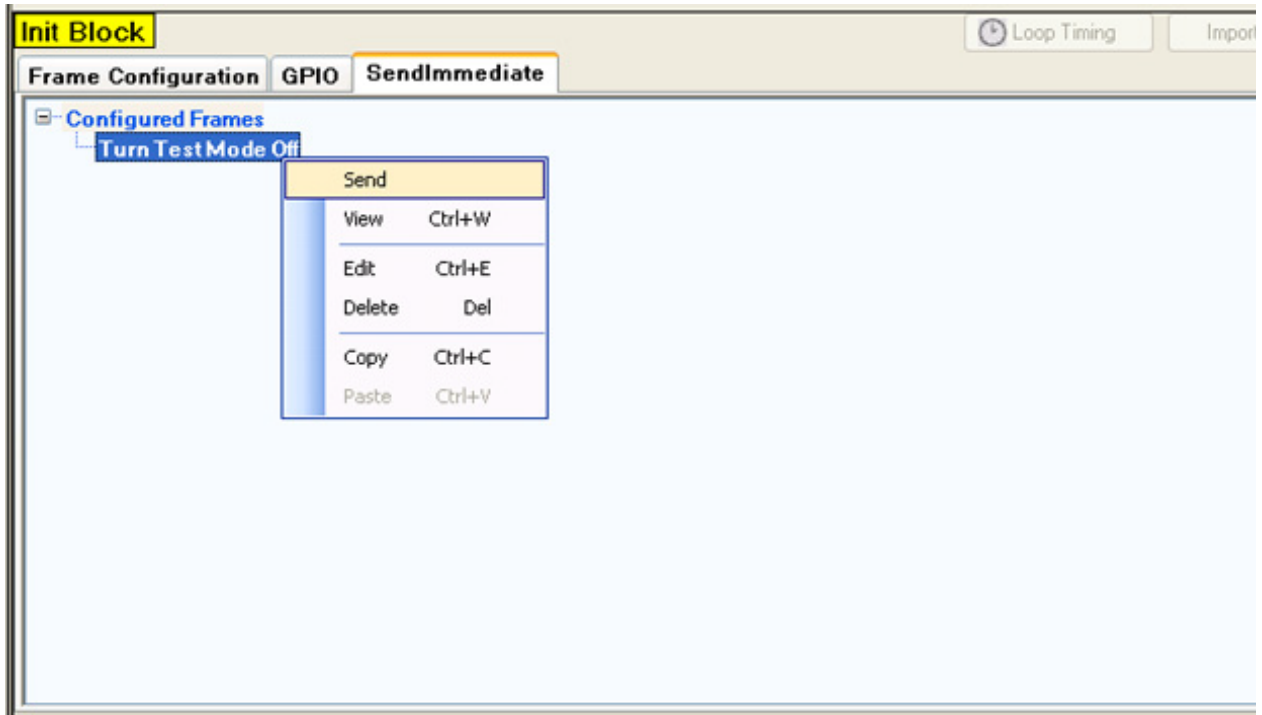 Init Block
Loop Timing
Import
Frame Configuration GPIO SendImmediate
Configured Frames
Turn Test Mode Off
Send
View Ctrl+W
Edit Ctrl+E
Delete Del
Copy Ctrl+C
Paste Ctrl+V